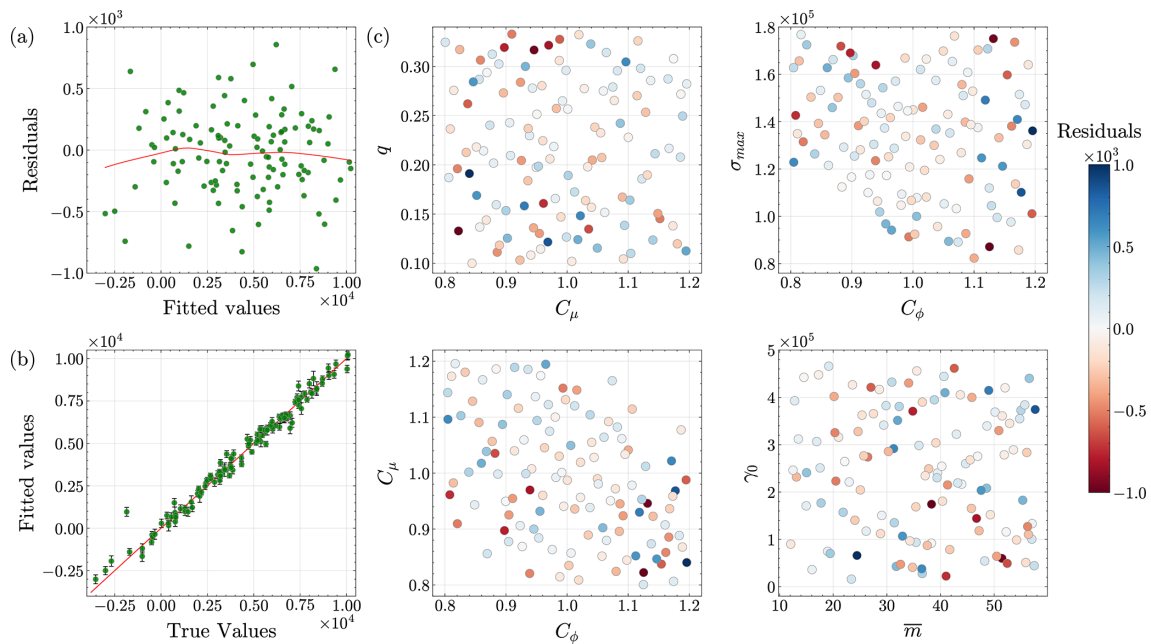 (a)
×10³
1.0
0.5
0.0
−0.5
−1.0
Residuals
−0.25 0.00 0.25 0.50 0.75 1.00
×10⁴
Fitted values
(c)
q
0.30
0.25
0.20
0.15
0.10
0.8 0.9 1.0 1.1 1.2
C_μ
×10⁵
σ_max
1.8
1.6
1.4
1.2
1.0
0.8
0.8 0.9 1.0 1.1 1.2
C_ϕ
Residuals
×10³
1.0
0.5
0.0
−0.5
−1.0
(b)
×10⁴
1.00
0.75
0.50
0.25
0.00
−0.25
Fitted values
−0.25 0.00 0.25 0.50 0.75 1.00
×10⁴
True Values
C_μ
1.2
1.1
1.0
0.9
0.8
0.8 0.9 1.0 1.1 1.2
C_ϕ
×10⁵
γ₀
5
4
3
2
1
0
10 20 30 40 50
m̅